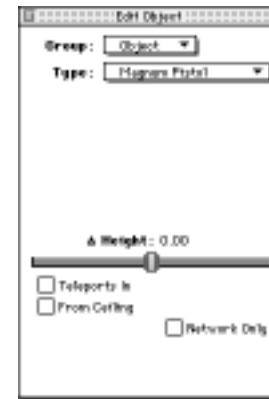 Edit Object
Group: Object
Type: Magnum Pistol
Δ Height: 0.00
Teleports In
From Ceiling
Network Only